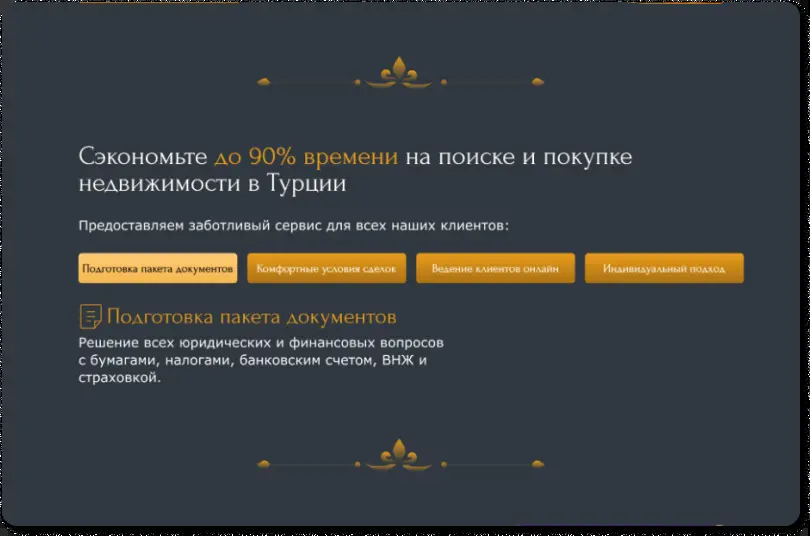 Сэкономьте до 90% времени на поиске и покупке
недвижимости в Турции
Предоставляем заботливый сервис для всех наших клиентов:
Подготовка пакета документов
Комфортные условия сделок
Ведение клиентов онлайн
Индивидуальный подход
Подготовка пакета документов
Решение всех юридических и финансовых вопросов
с бумагами, налогами, банковским счетом, ВНЖ и
страховкой.